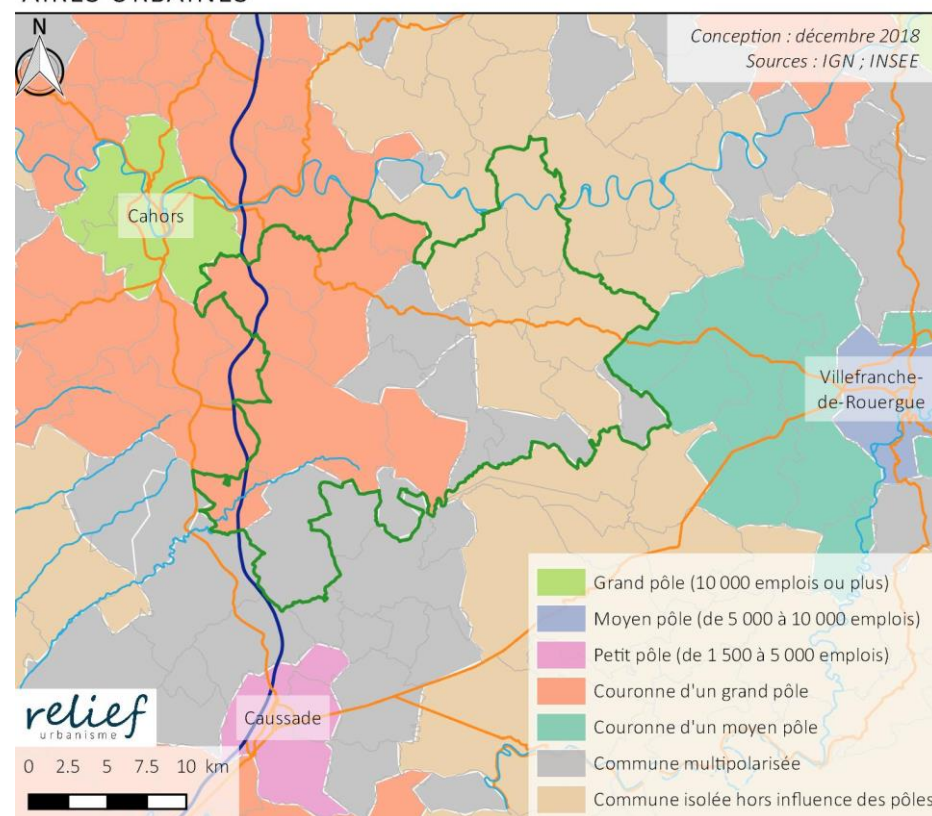 AIRES URBAINES
N
Conception : décembre 2018
Sources : IGN ; INSEE
Cahors
Villefranche-
de-Rouergue
Caussade
Grand pôle (10 000 emplois ou plus)
Moyen pôle (de 5 000 à 10 000 emplois)
Petit pôle (de 1 500 à 5 000 emplois)
Couronne d'un grand pôle
Couronne d'un moyen pôle
Commune multipolarisée
Commune isolée hors influence des pôles
relief
urbanisme
0 2.5 5 7.5 10 km